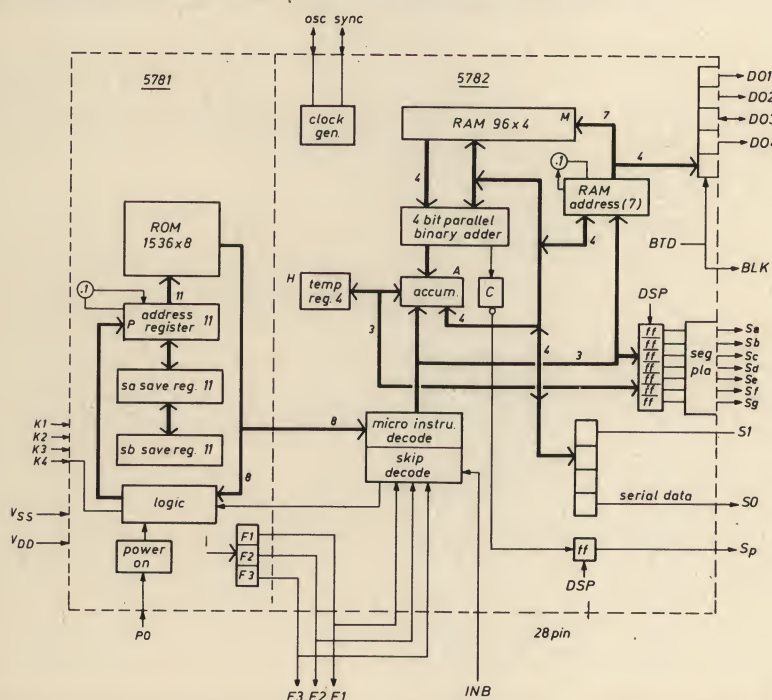 osc sync
5781
5782
clock
gen.
RAM 96x4
M
7
DO1
DO2
DO3
4
.1
RAM
address (7)
4
4 bit parallel
binary adder
4
BTD
BLK
ROM
1536x8
H
temp
reg. 4
A
accum.
C
DSP
.1
11
P
address
register 11
3
4
4
3
ff
ff
ff
ff
ff
ff
ff
seg
pla
Se
Sb
Sc
Sd
Se
Sf
Sg
sa save reg. 11
sb save reg. 11
K1
K2
K3
K4
8
micro instru.
decode
skip
decode
S1
8
logic
serial data
SO
VSS
VDD
power
on
F1
F2
F3
ff
Sp
DSP
PO
28 pin
F3 F2 F1
INB